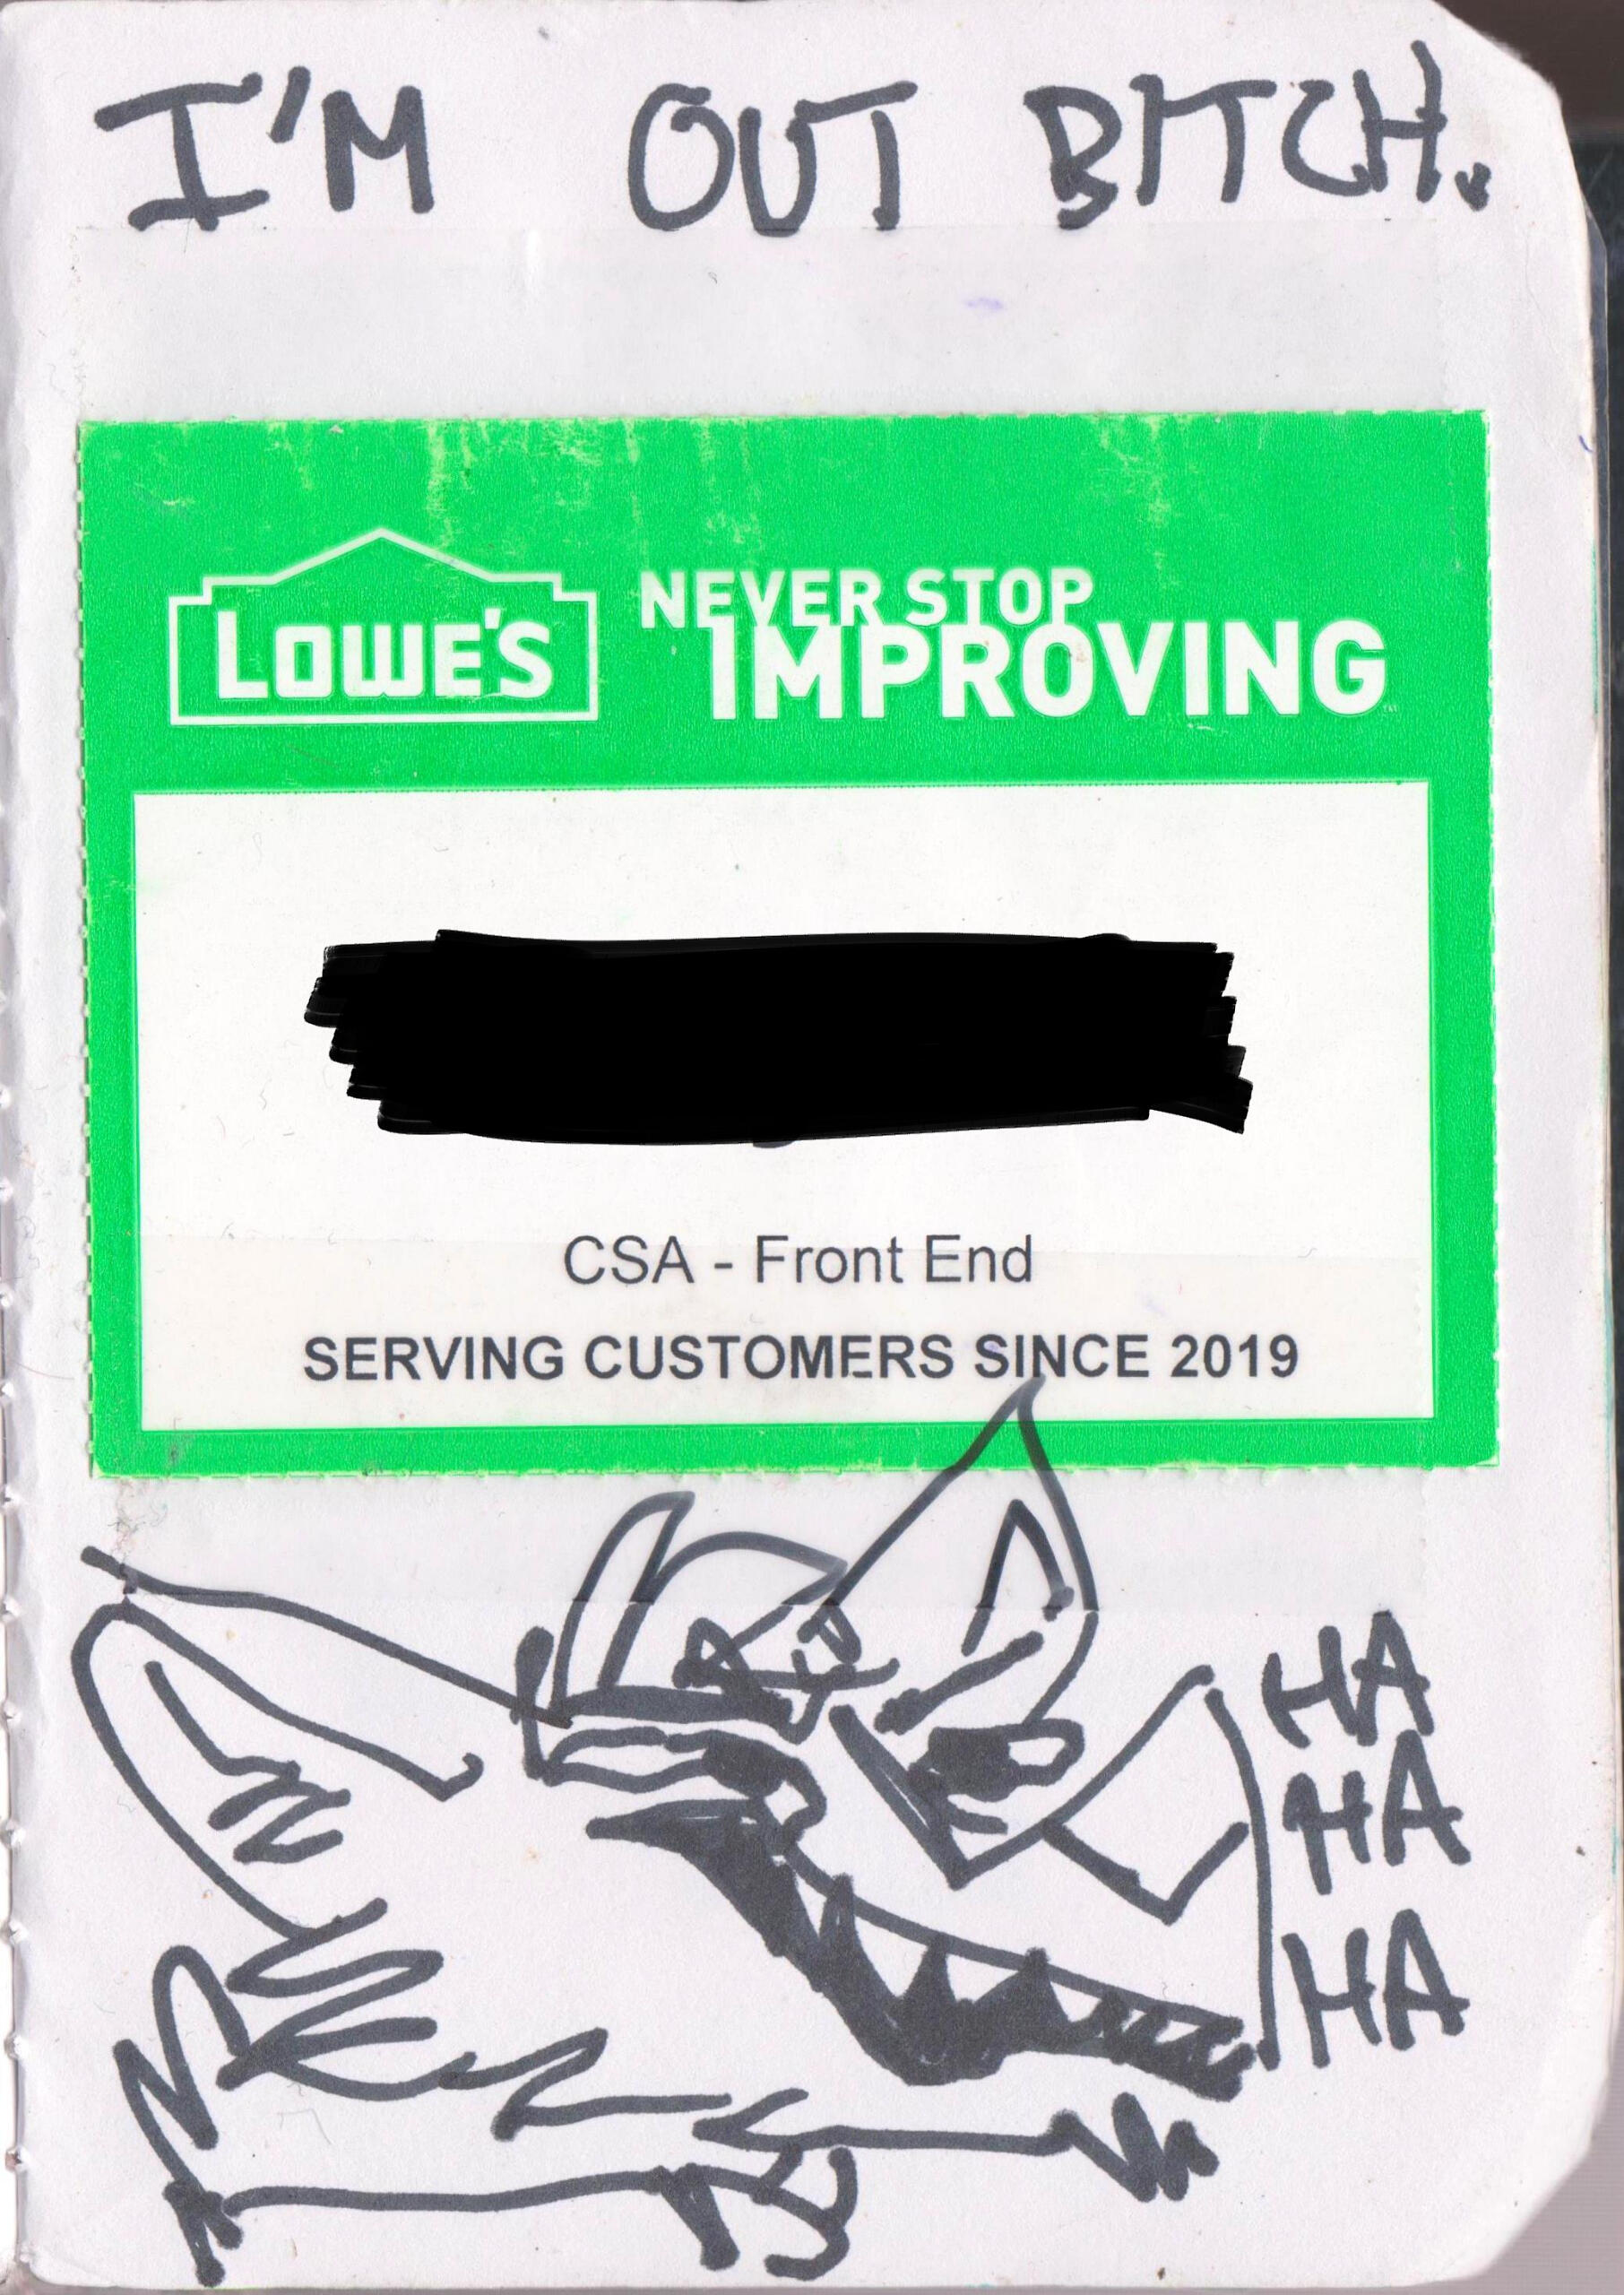 I'M OUT BITCH.
LOWE'S
NEVER STOP
IMPROVING
CSA - Front End
SERVING CUSTOMERS SINCE 2019
HA
HA
HA